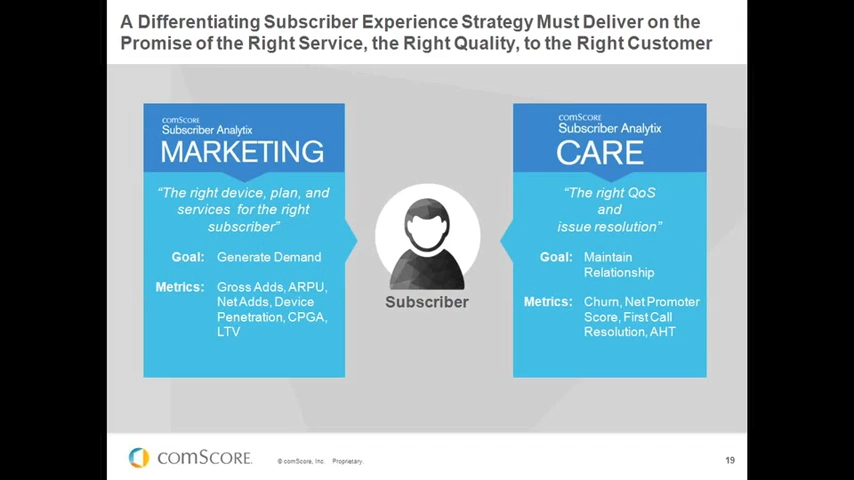 A Differentiating Subscriber Experience Strategy Must Deliver on the
Promise of the Right Service, the Right Quality, to the Right Customer
comSCORE
Subscriber Analytix
MARKETING
“The right device, plan, and
services for the right
subscriber”
Goal: Generate Demand
Metrics: Gross Adds, ARPU,
Net Adds, Device
Penetration, CPGA,
LTV
Subscriber
comSCORE
Subscriber Analytix
CARE
“The right QoS
and
issue resolution”
Goal: Maintain
Relationship
Metrics: Churn, Net Promoter
Score, First Call
Resolution, AHT
comSCORE.
© comScore, Inc. Proprietary.
19